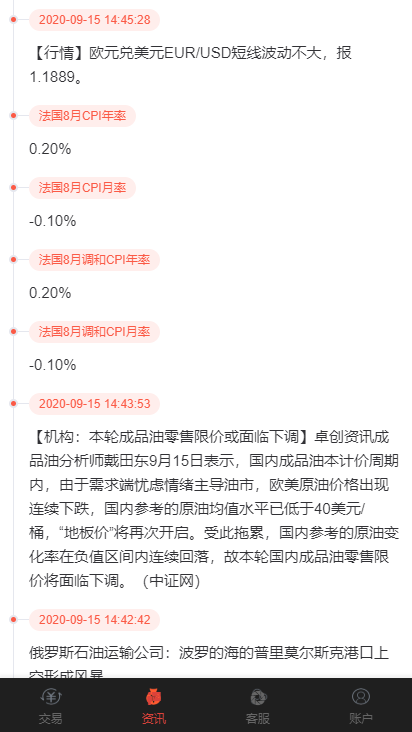 2020-09-15 14:45:28
【行情】欧元兑美元EUR/USD短线波动不大，报
1.1889。
法国8月CPI年率
0.20%
法国8月CPI月率
-0.10%
法国8月调和CPI年率
0.20%
法国8月调和CPI月率
-0.10%
2020-09-15 14:43:53
【机构：本轮成品油零售限价或面临下调】卓创资讯成
品油分析师戴田东9月15日表示，国内成品油本计价周期
内，由于需求端忧虑情绪主导油市，欧美原油价格出现
连续下跌，国内参考的原油均值水平已低于40美元/
桶，“地板价”将再次开启。受此拖累，国内参考的原油变
化率在负值区间内连续回落，故本轮国内成品油零售限
价将面临下调。（中证网）
2020-09-15 14:42:42
俄罗斯石油运输公司：波罗的海的普里莫尔斯克港口上
空形成风暴
交易
资讯
客服
账户